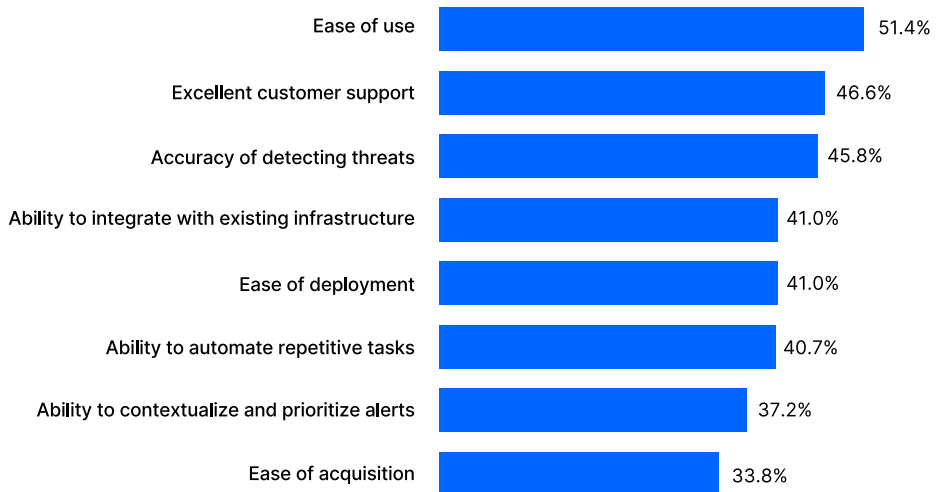 Ease of use 51.4%
Excellent customer support 46.6%
Accuracy of detecting threats 45.8%
Ability to integrate with existing infrastructure 41.0%
Ease of deployment 41.0%
Ability to automate repetitive tasks 40.7%
Ability to contextualize and prioritize alerts 37.2%
Ease of acquisition 33.8%